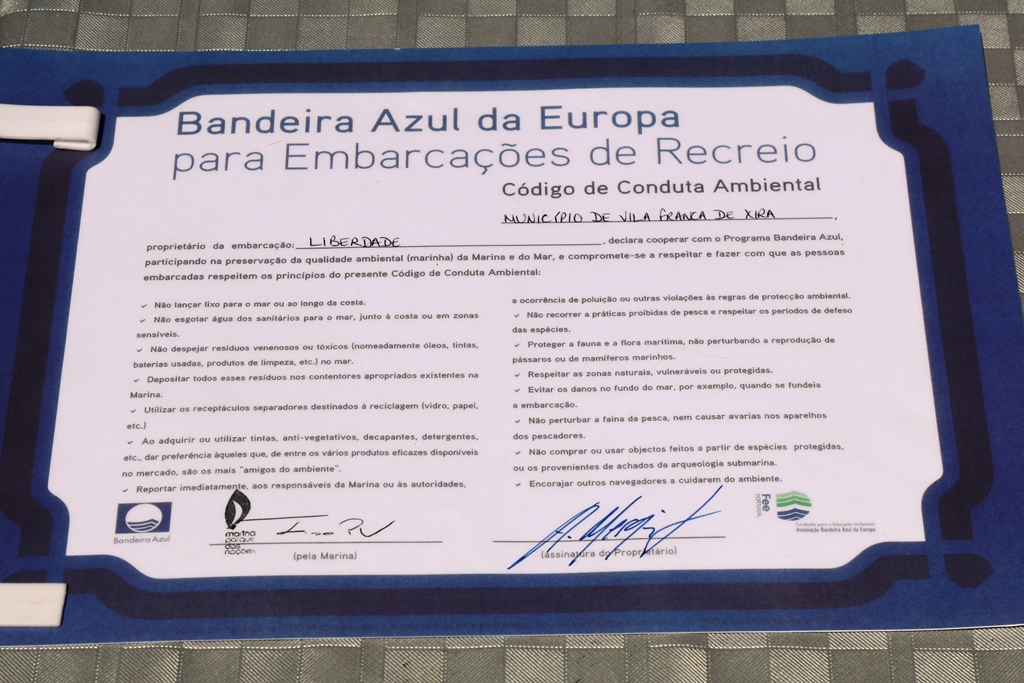 Bandeira Azul da Europa
para Embarcações de Recreio
Código de Conduta Ambiental
MUNICÍPIO DE VILA FRANCA DE XIRA,
proprietário da embarcação: LIBERDADE, declara cooperar com o Programa Bandeira Azul,
participando na preservação da qualidade ambiental (marinha) da Marina e do Mar, e compromete-se a respeitar e fazer com que as pessoas
embarcadas respeitem os princípios do presente Código de Conduta Ambiental:
✓ Não lançar lixo para o mar ou ao longo da costa.
✓ Não esgotar água dos sanitários para o mar, junto à costa ou em zonas
sensíveis.
✓ Não despejar resíduos venenosos ou tóxicos (nomeadamente óleos, tintas,
baterias usadas, produtos de limpeza, etc.) no mar.
✓ Depositar todos esses resíduos nos contentores apropriados existentes na
Marina.
✓ Utilizar os receptáculos separadores destinados à reciclagem (vidro, papel,
etc.)
✓ Ao adquirir ou utilizar tintas, anti-vegetativos, decapantes, detergentes,
etc., dar preferência àqueles que, de entre os vários produtos eficazes disponíveis
no mercado, são os mais "amigos do ambiente".
✓ Reportar imediatamente, aos responsáveis da Marina ou às autoridades,
a ocorrência de poluição ou outras violações às regras de protecção ambiental.
✓ Não recorrer a práticas proibidas de pesca e respeitar os períodos de defeso
das espécies.
✓ Proteger a fauna e a flora marítima, não perturbando a reprodução de
pássaros ou de mamíferos marinhos.
✓ Respeitar as zonas naturais, vulneráveis ou protegidas.
✓ Evitar os danos no fundo do mar, por exemplo, quando se fundeia
a embarcação.
✓ Não perturbar a faina da pesca, nem causar avarias nos aparelhos
dos pescadores.
✓ Não comprar ou usar objectos feitos a partir de espécies protegidas,
ou os provenientes de achados da arqueologia submarina.
✓ Encorajar outros navegadores a cuidarem do ambiente.
Bandeira Azul
marina
parque
das
nações
(pela Marina)
(assinatura do Proprietário)
Fee
PORTUGAL
Fundação para a Educação Ambiental
Associação Bandeira Azul da Europa